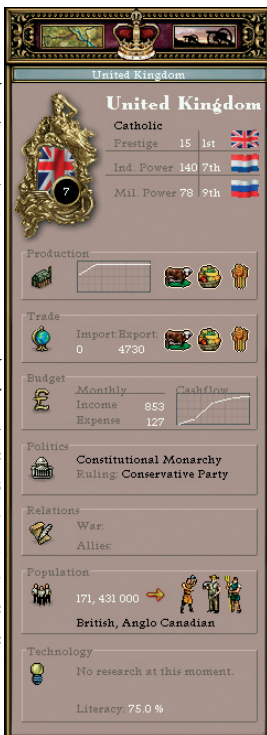 United Kingdom
United Kingdom
Catholic
Prestige 15 1st
Ind. Power 140 7th
Mil. Power 78 9th
7
Production
Trade
Import: Export:
0 4730
Budget
Monthly Cashflow
£
Income 853
Expense 127
Politics
Constitutional Monarchy
Ruling: Conservative Party
Relations
War:
Allies:
Population
171, 431 000
British, Anglo Canadian
Technology
No research at this moment.
Literacy: 75.0 %